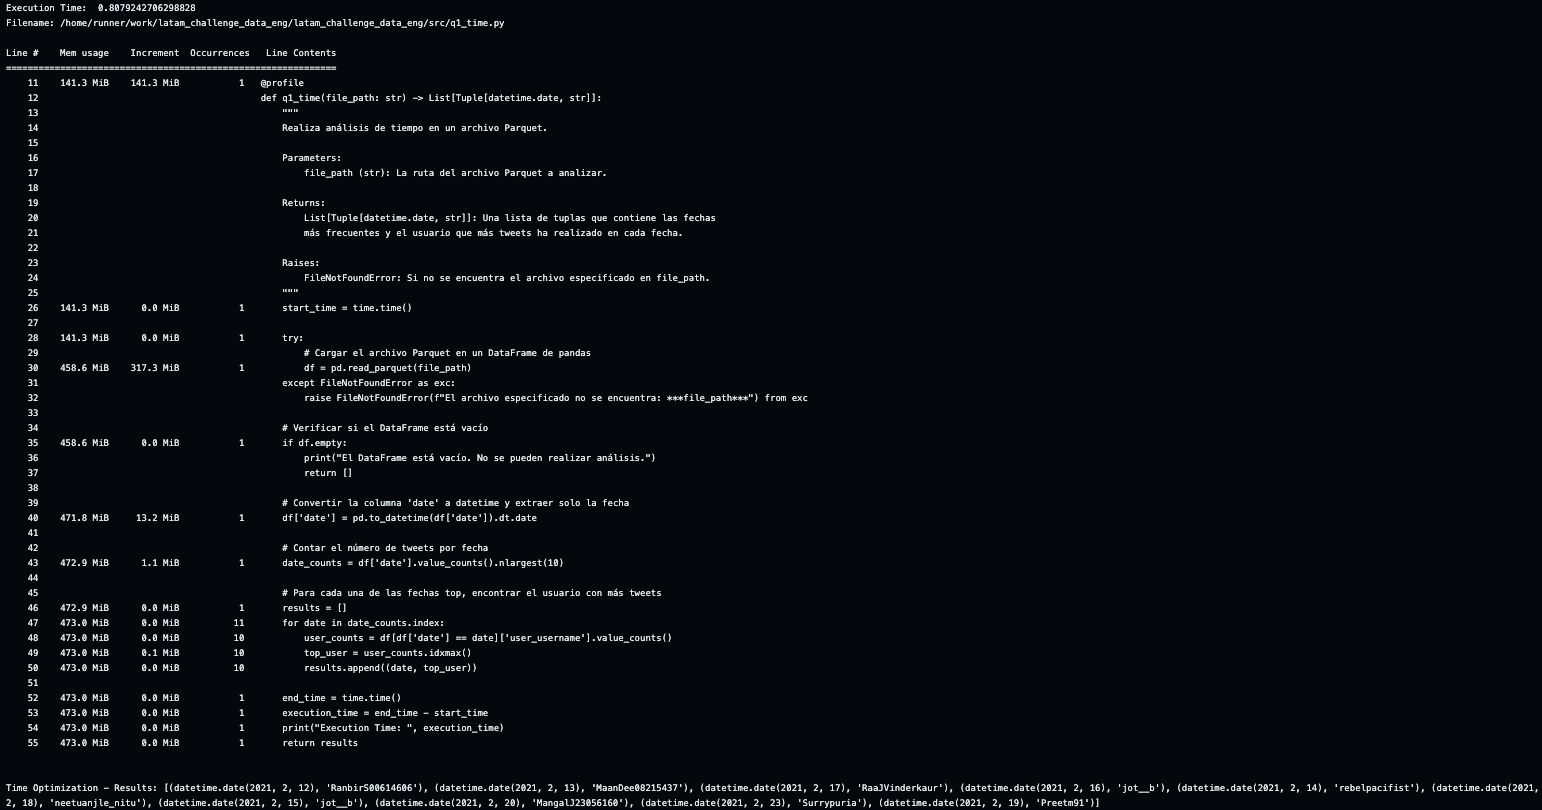 Execution Time:  0.8079242706298828
Filename: /home/runner/work/latam_challenge_data_eng/latam_challenge_data_eng/src/q1_time.py
Line #    Mem usage    Increment  Occurrences   Line Contents
=============================================================
11    141.3 MiB    141.3 MiB           1   @profile
12                                         def q1_time(file_path: str) -> List[Tuple[datetime.date, str]]:
13                                             """
14                                             Realiza análisis de tiempo en un archivo Parquet.
15
16                                             Parameters:
17                                                 file_path (str): La ruta del archivo Parquet a analizar.
18
19                                             Returns:
20                                                 List[Tuple[datetime.date, str]]: Una lista de tuplas que contiene las fechas
21                                                 más frecuentes y el usuario que más tweets ha realizado en cada fecha.
22
23                                             Raises:
24                                                 FileNotFoundError: Si no se encuentra el archivo especificado en file_path.
25                                             """
26    141.3 MiB      0.0 MiB           1       start_time = time.time()
27
28    141.3 MiB      0.0 MiB           1       try:
29                                                 # Cargar el archivo Parquet en un DataFrame de pandas
30    458.6 MiB    317.3 MiB           1           df = pd.read_parquet(file_path)
31                                             except FileNotFoundError as exc:
32                                                 raise FileNotFoundError(f"El archivo especificado no se encuentra: ***file_path***") from exc
33
34                                             # Verificar si el DataFrame está vacío
35    458.6 MiB      0.0 MiB           1       if df.empty:
36                                                 print("El DataFrame está vacío. No se pueden realizar análisis.")
37                                                 return []
38
39                                             # Convertir la columna 'date' a datetime y extraer solo la fecha
40    471.8 MiB     13.2 MiB           1       df['date'] = pd.to_datetime(df['date']).dt.date
41
42                                             # Contar el número de tweets por fecha
43    472.9 MiB      1.1 MiB           1       date_counts = df['date'].value_counts().nlargest(10)
44
45                                             # Para cada una de las fechas top, encontrar el usuario con más tweets
46    472.9 MiB      0.0 MiB           1       results = []
47    473.0 MiB      0.0 MiB          11       for date in date_counts.index:
48    473.0 MiB      0.0 MiB          10           user_counts = df[df['date'] == date]['user_username'].value_counts()
49    473.0 MiB      0.1 MiB          10           top_user = user_counts.idxmax()
50    473.0 MiB      0.0 MiB          10           results.append((date, top_user))
51
52    473.0 MiB      0.0 MiB           1       end_time = time.time()
53    473.0 MiB      0.0 MiB           1       execution_time = end_time - start_time
54    473.0 MiB      0.0 MiB           1       print("Execution Time: ", execution_time)
55    473.0 MiB      0.0 MiB           1       return results
Time Optimization - Results: [(datetime.date(2021, 2, 12), 'RanbirS00614606'), (datetime.date(2021, 2, 13), 'MaanDee08215437'), (datetime.date(2021, 2, 17), 'RaaJVinderkaur'), (datetime.date(2021, 2, 16), 'jot__b'), (datetime.date(2021, 2, 14), 'rebelpacifist'), (datetime.date(2021,
2, 18), 'neetuanjle_nitu'), (datetime.date(2021, 2, 15), 'jot__b'), (datetime.date(2021, 2, 20), 'MangalJ23056160'), (datetime.date(2021, 2, 23), 'Surrypuria'), (datetime.date(2021, 2, 19), 'Preetm91')]